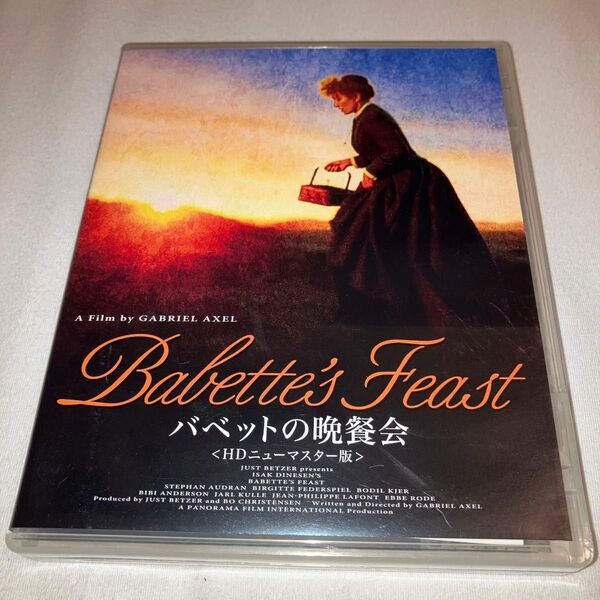 A Film by GABRIEL AXEL
Babette's Feast
バベットの晩餐会
<HDニューマスター版>
JUST BETZER presents
ISAK DINESEN'S
BABETTE'S FEAST
STEPHAN AUDRAN BIRGITTE FEDERSPIEL BODIL KJER
BIBI ANDERSON JARL KULLE JEAN-PHILIPPE LAFONT EBBE RODE
Produced by JUST BETZER and BO CHRISTENSEN Written and Directed by GABRIEL AXEL
A PANORAMA FILM INTERNATIONAL Production